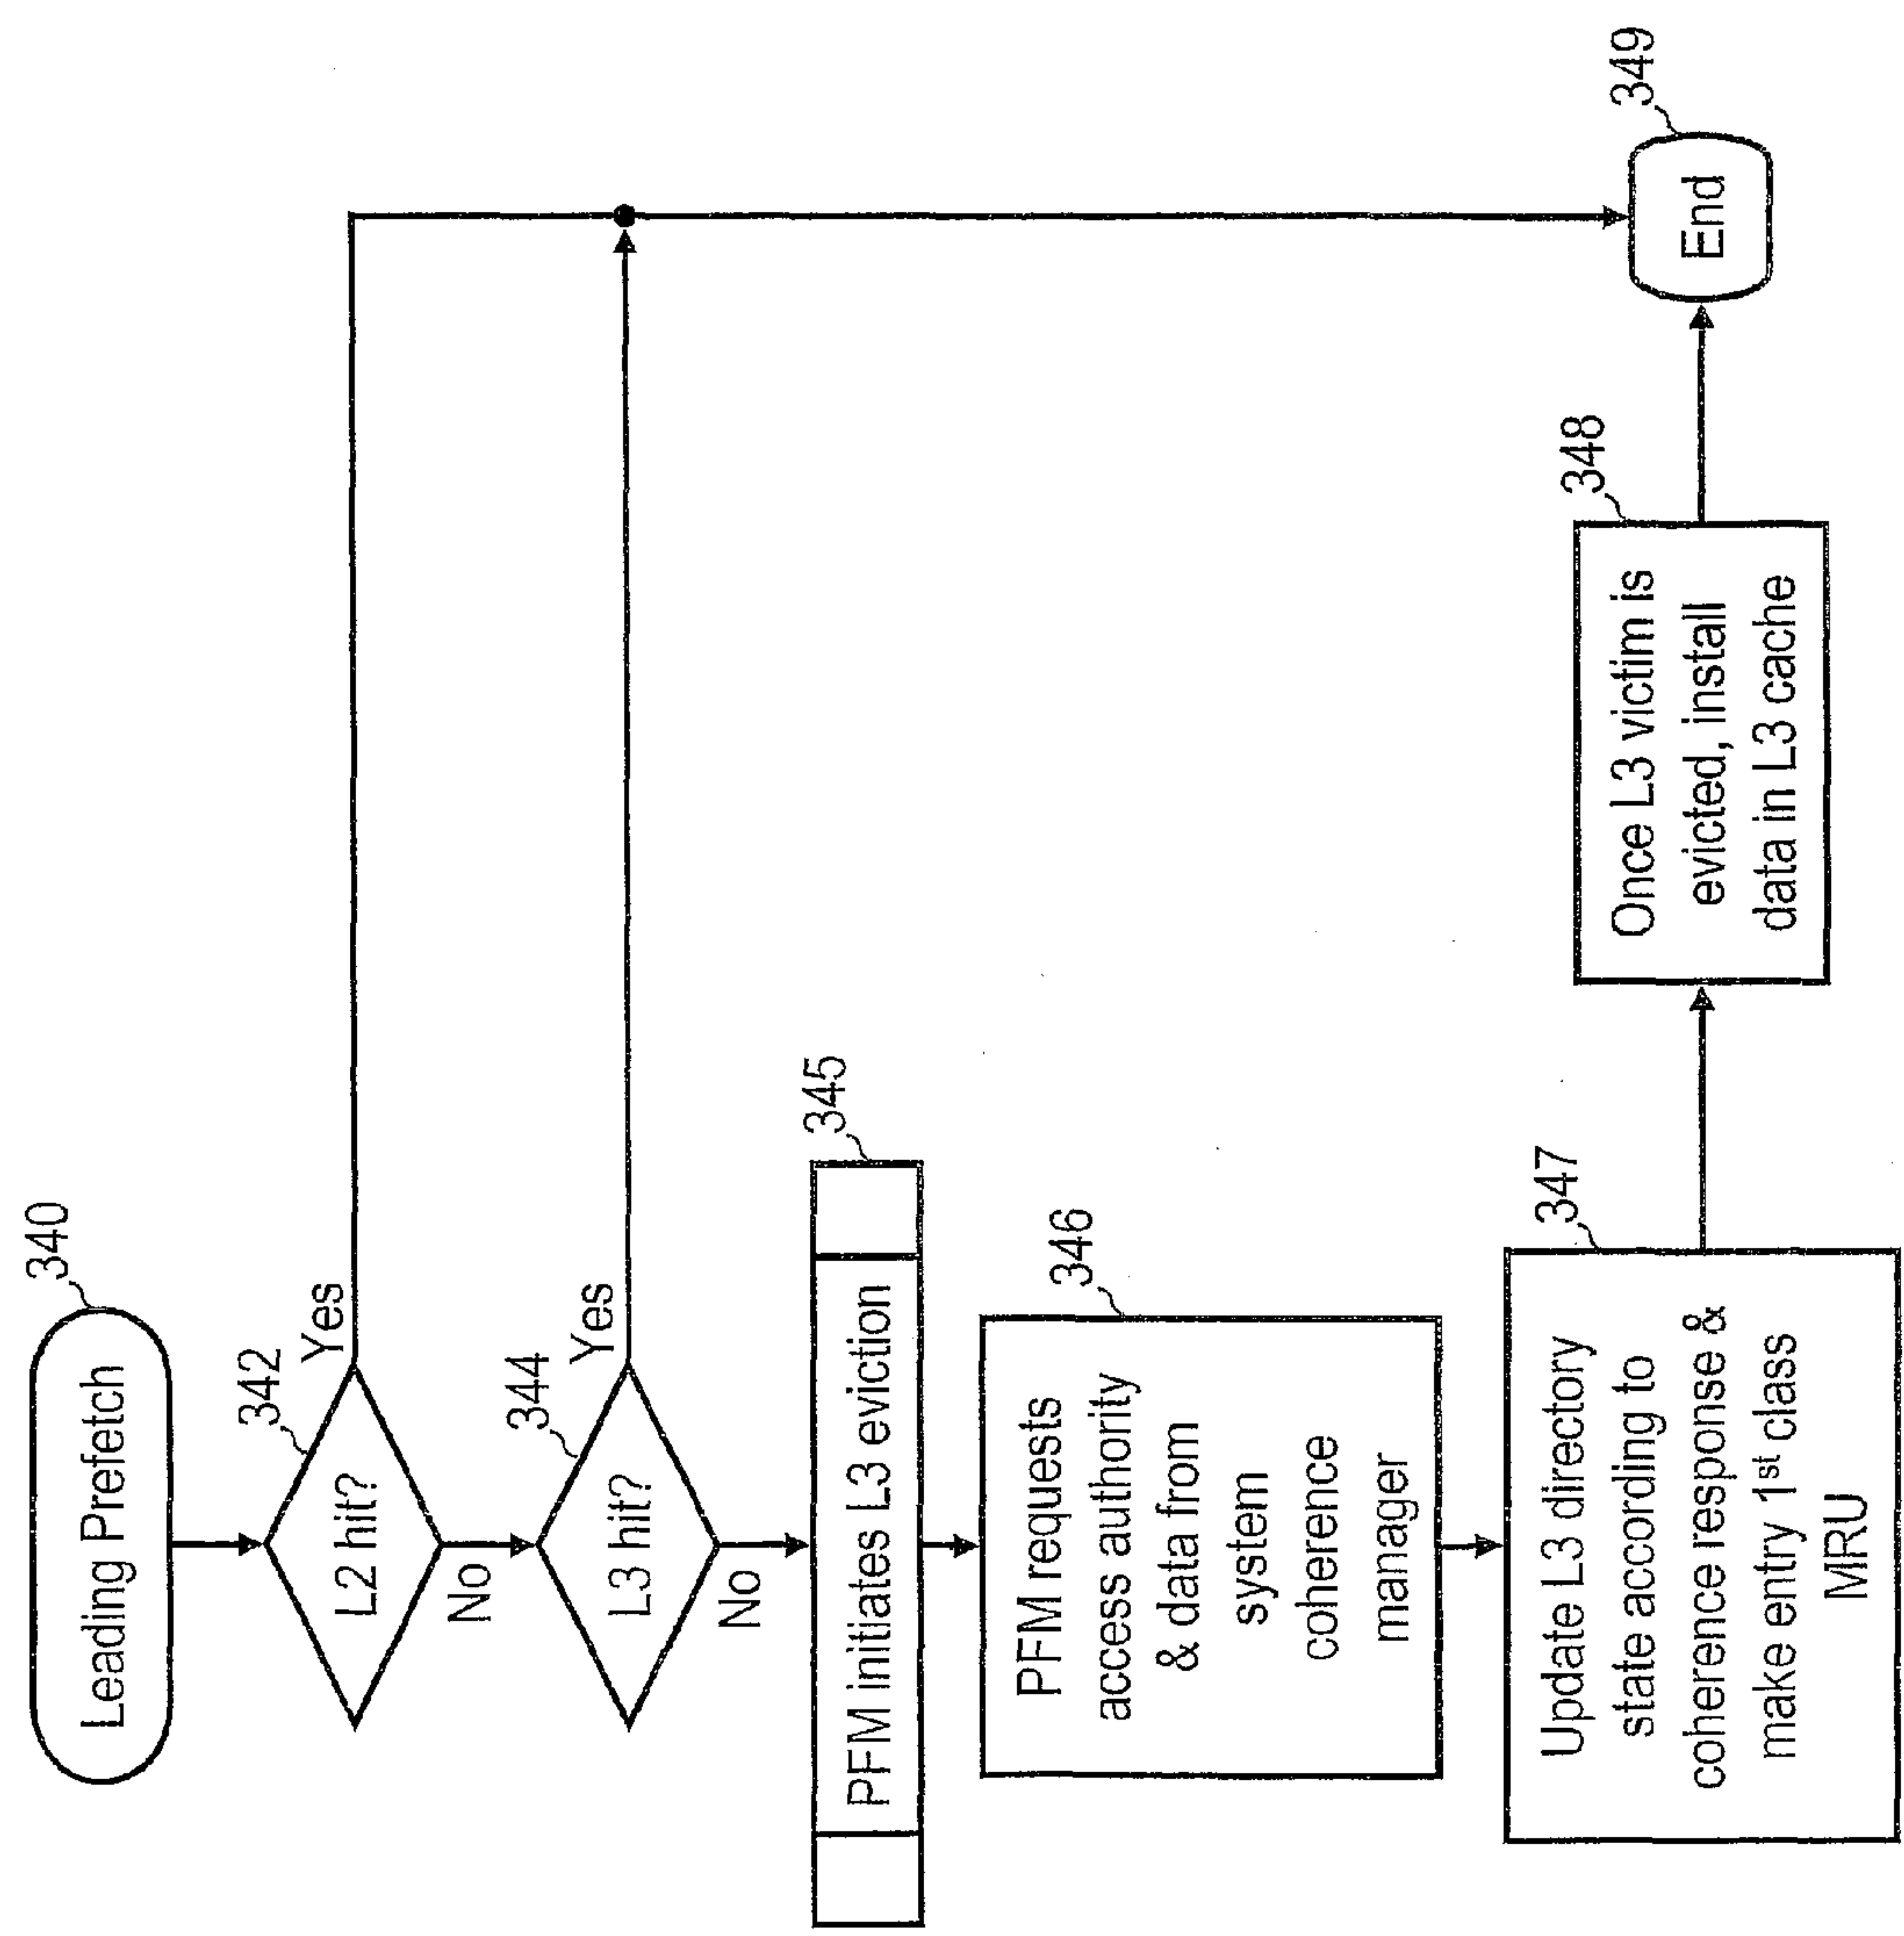 340
Leading Prefetch
342
L2 hit?
Yes
No
344
L3 hit?
Yes
No
345
PFM initiates L3 eviction
346
PFM requests
access authority
& data from
system
coherence
manager
347
Update L3 directory
state according to
coherence response &
make entry 1st class
MRU
348
Once L3 victim is
evicted, install
data in L3 cache
349
End